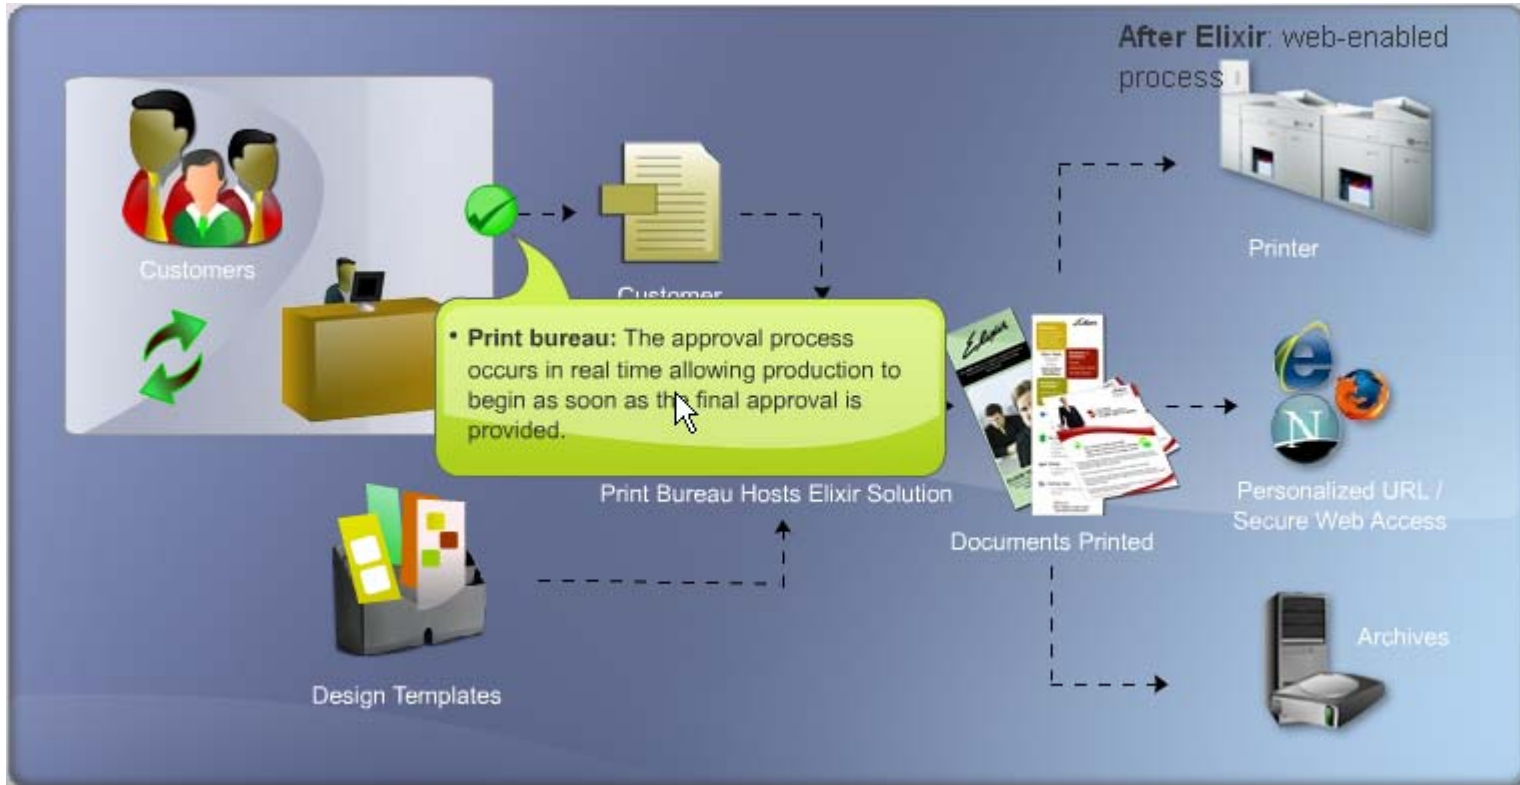 After Elixir: web-enabled
process
Customers
Customer
• Print bureau: The approval process
occurs in real time allowing production to
begin as soon as the final approval is
provided.
Elixir
N
Printer
Personalized URL /
Secure Web Access
Print Bureau Hosts Elixir Solution
Documents Printed
Design Templates
Archives